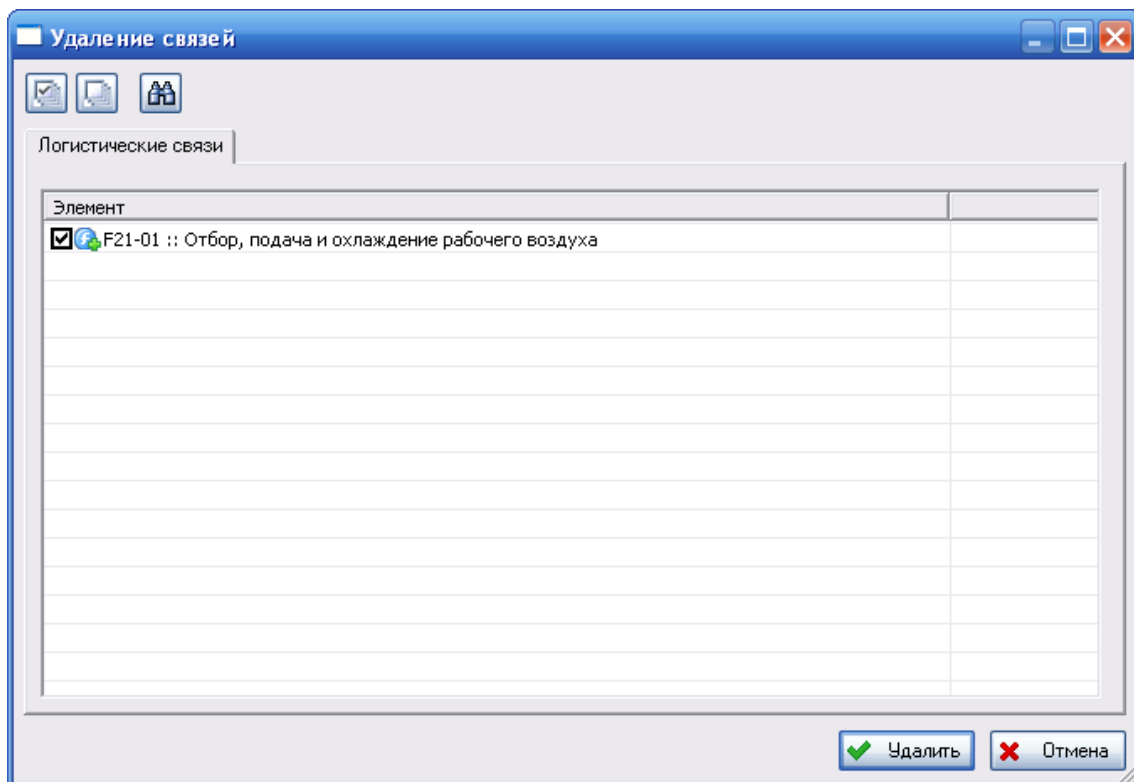 Удаление связей
Логистические связи
Элемент
F21-01 :: Отбор, подача и охлаждение рабочего воздуха
Удалить
Отмена